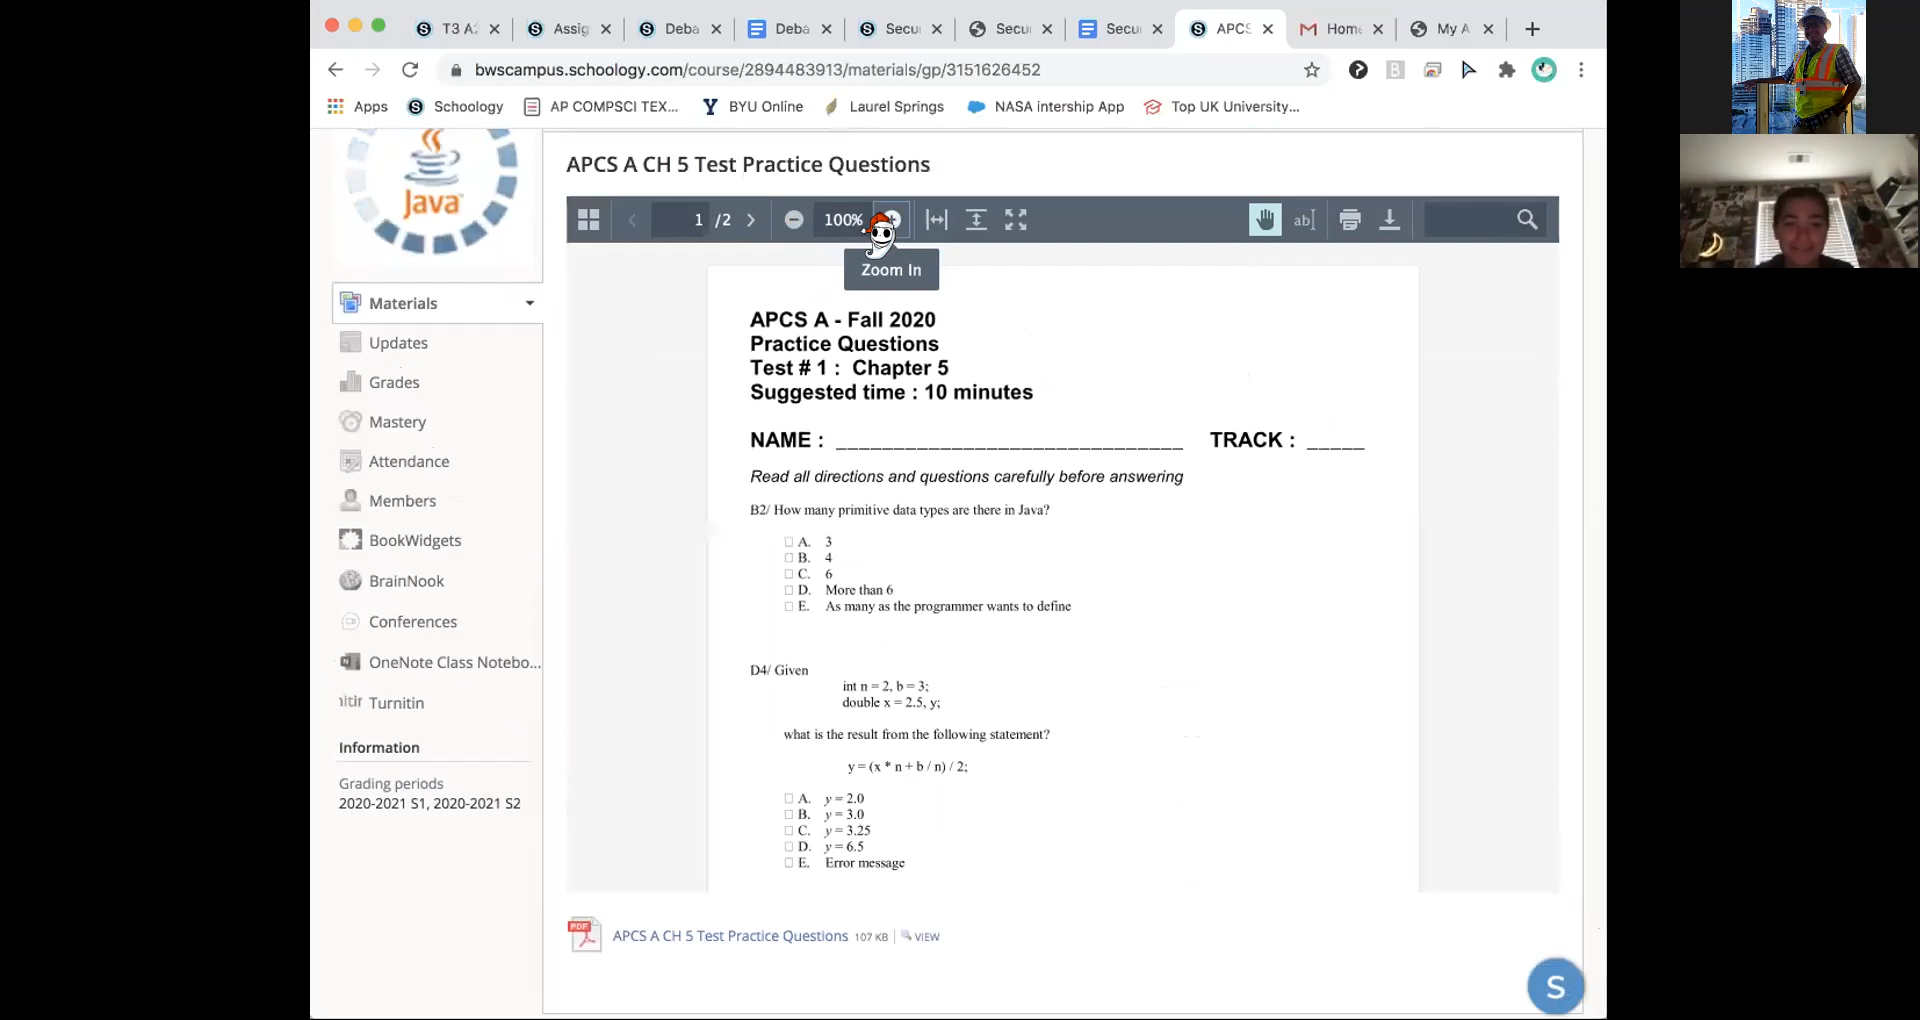 T3 A2
Assig
Deba
Deba
Secu
Secu
Secu
APCS
Home
My A
bwscampus.schoology.com/course/2894483913/materials/gp/3151626452
Apps
Schoology
AP COMPSCI TEX...
BYU Online
Laurel Springs
NASA intership App
Top UK University...
Java
APCS A CH 5 Test Practice Questions
1 /2
100%
ab
Zoom In
Materials
Updates
Grades
Mastery
Attendance
Members
BookWidgets
BrainNook
Conferences
OneNote Class Notebo...
Turnitin
Information
Grading periods
2020-2021 S1, 2020-2021 S2
APCS A - Fall 2020
Practice Questions
Test # 1 : Chapter 5
Suggested time : 10 minutes
NAME : ______________________________ TRACK : _____
Read all directions and questions carefully before answering
B2/ How many primitive data types are there in Java?
A. 3
B. 4
C. 6
D. More than 6
E. As many as the programmer wants to define
D4/ Given
int n = 2, b = 3;
double x = 2.5, y;
what is the result from the following statement?
y = (x * n + b / n) / 2;
A. y = 2.0
B. y = 3.0
C. y = 3.25
D. y = 6.5
E. Error message
PDF
APCS A CH 5 Test Practice Questions 107 KB | VIEW
S